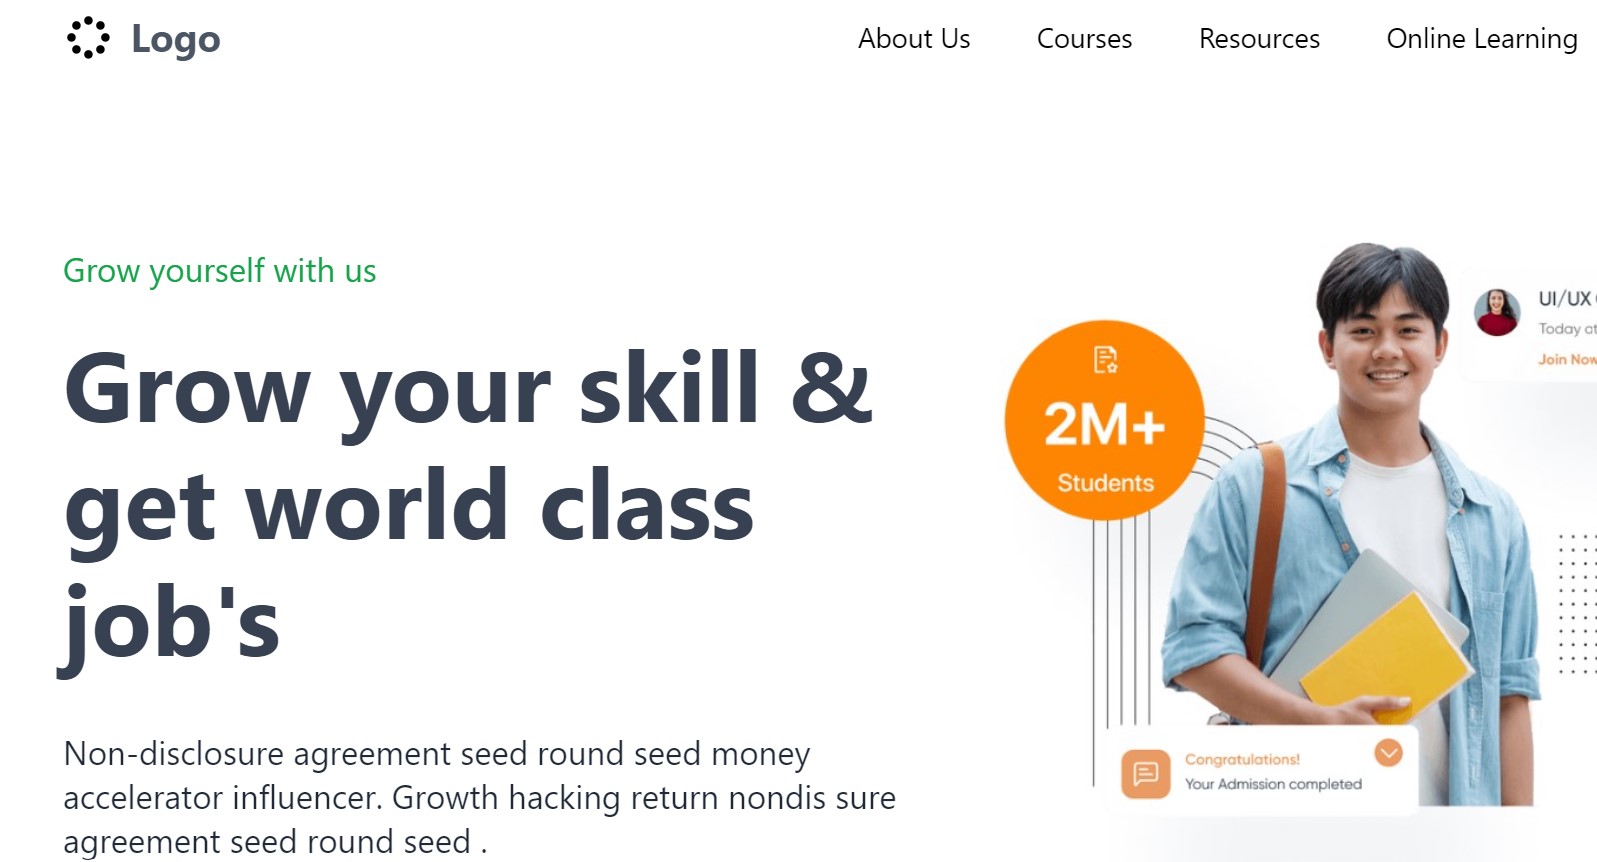 Logo
About Us
Courses
Resources
Online Learning
Grow yourself with us
Grow your skill &
get world class
job's
Non-disclosure agreement seed round seed money
accelerator influencer. Growth hacking return nondis sure
agreement seed round seed .
2M+
Students
UI/UX
Today at
Join Now
Congratulations!
Your Admission completed